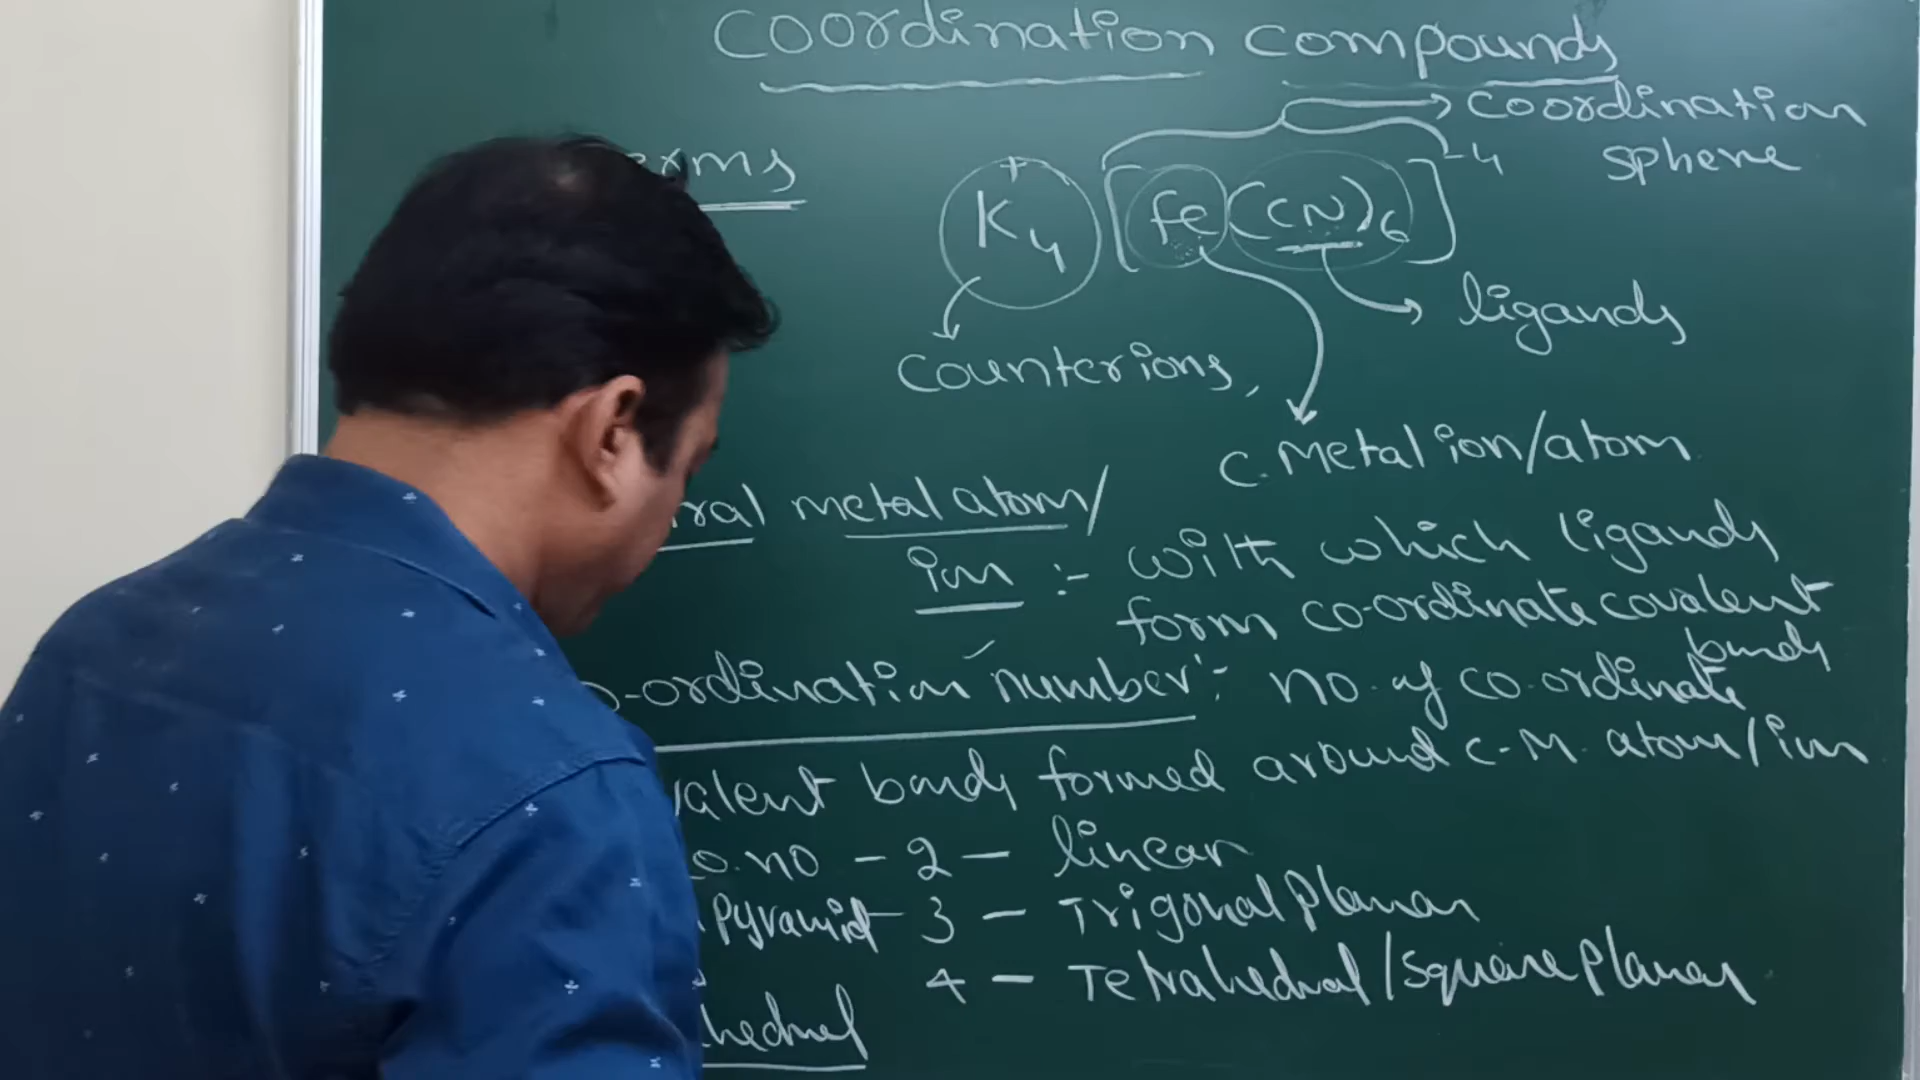 Coordination compounds
coordination
sphere
erms
K4+ [Fe(CN)6]-4
ligands
Counterions,
C. Metal ion/atom
ral metal atom/
ion :- with which ligands
form co-ordinate covalent
bonds
o-ordination number :- no. of co-ordinate
valent bonds formed around C.M. atom/ion
o. no - 2 - linear
pyramid 3 - Trigonal planar
4 - Tetrahedral/Square planar
hedral